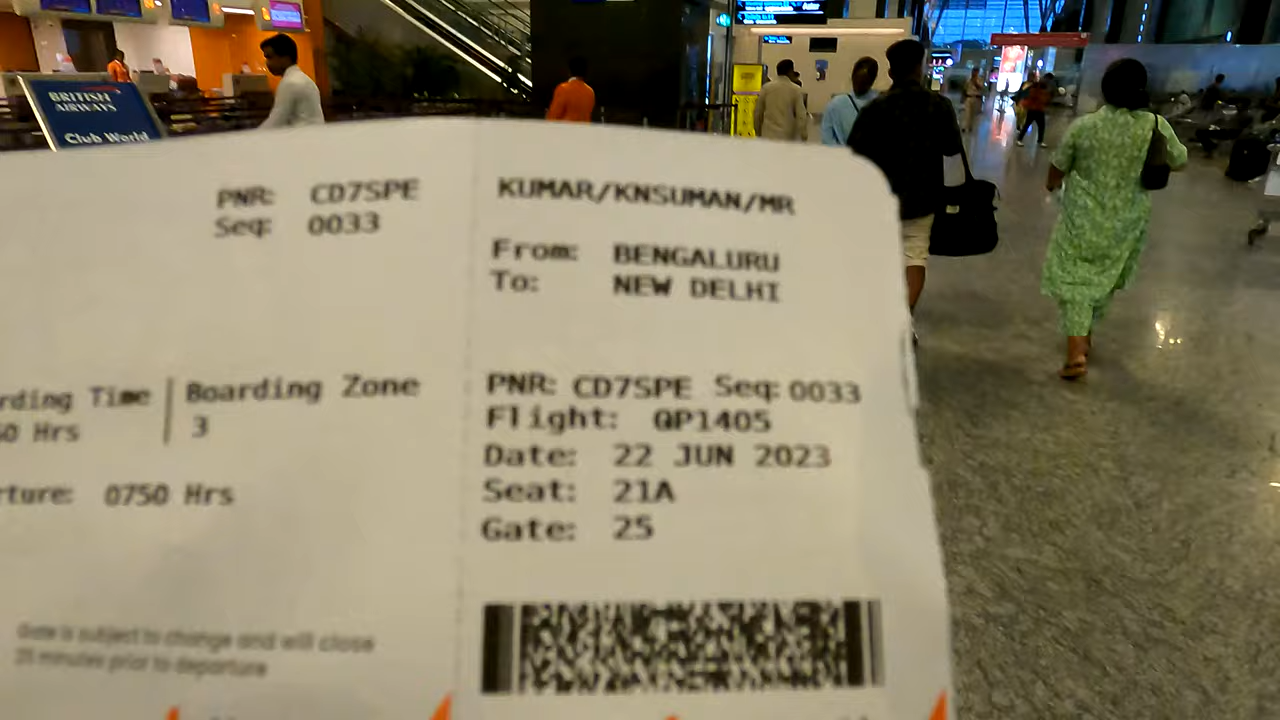 BRITISH
AIRWAYS
Club World
PNR: CD7SPE
Seq: 0033
rding Time
Boarding Zone
0 Hrs
3
rture: 0750 Hrs
Gate is subject to change and will close
25 minutes prior to departure
KUMAR/KNSUMAN/MR
From: BENGALURU
To: NEW DELHI
PNR: CD7SPE Seq: 0033
Flight: QP1405
Date: 22 JUN 2023
Seat: 21A
Gate: 25